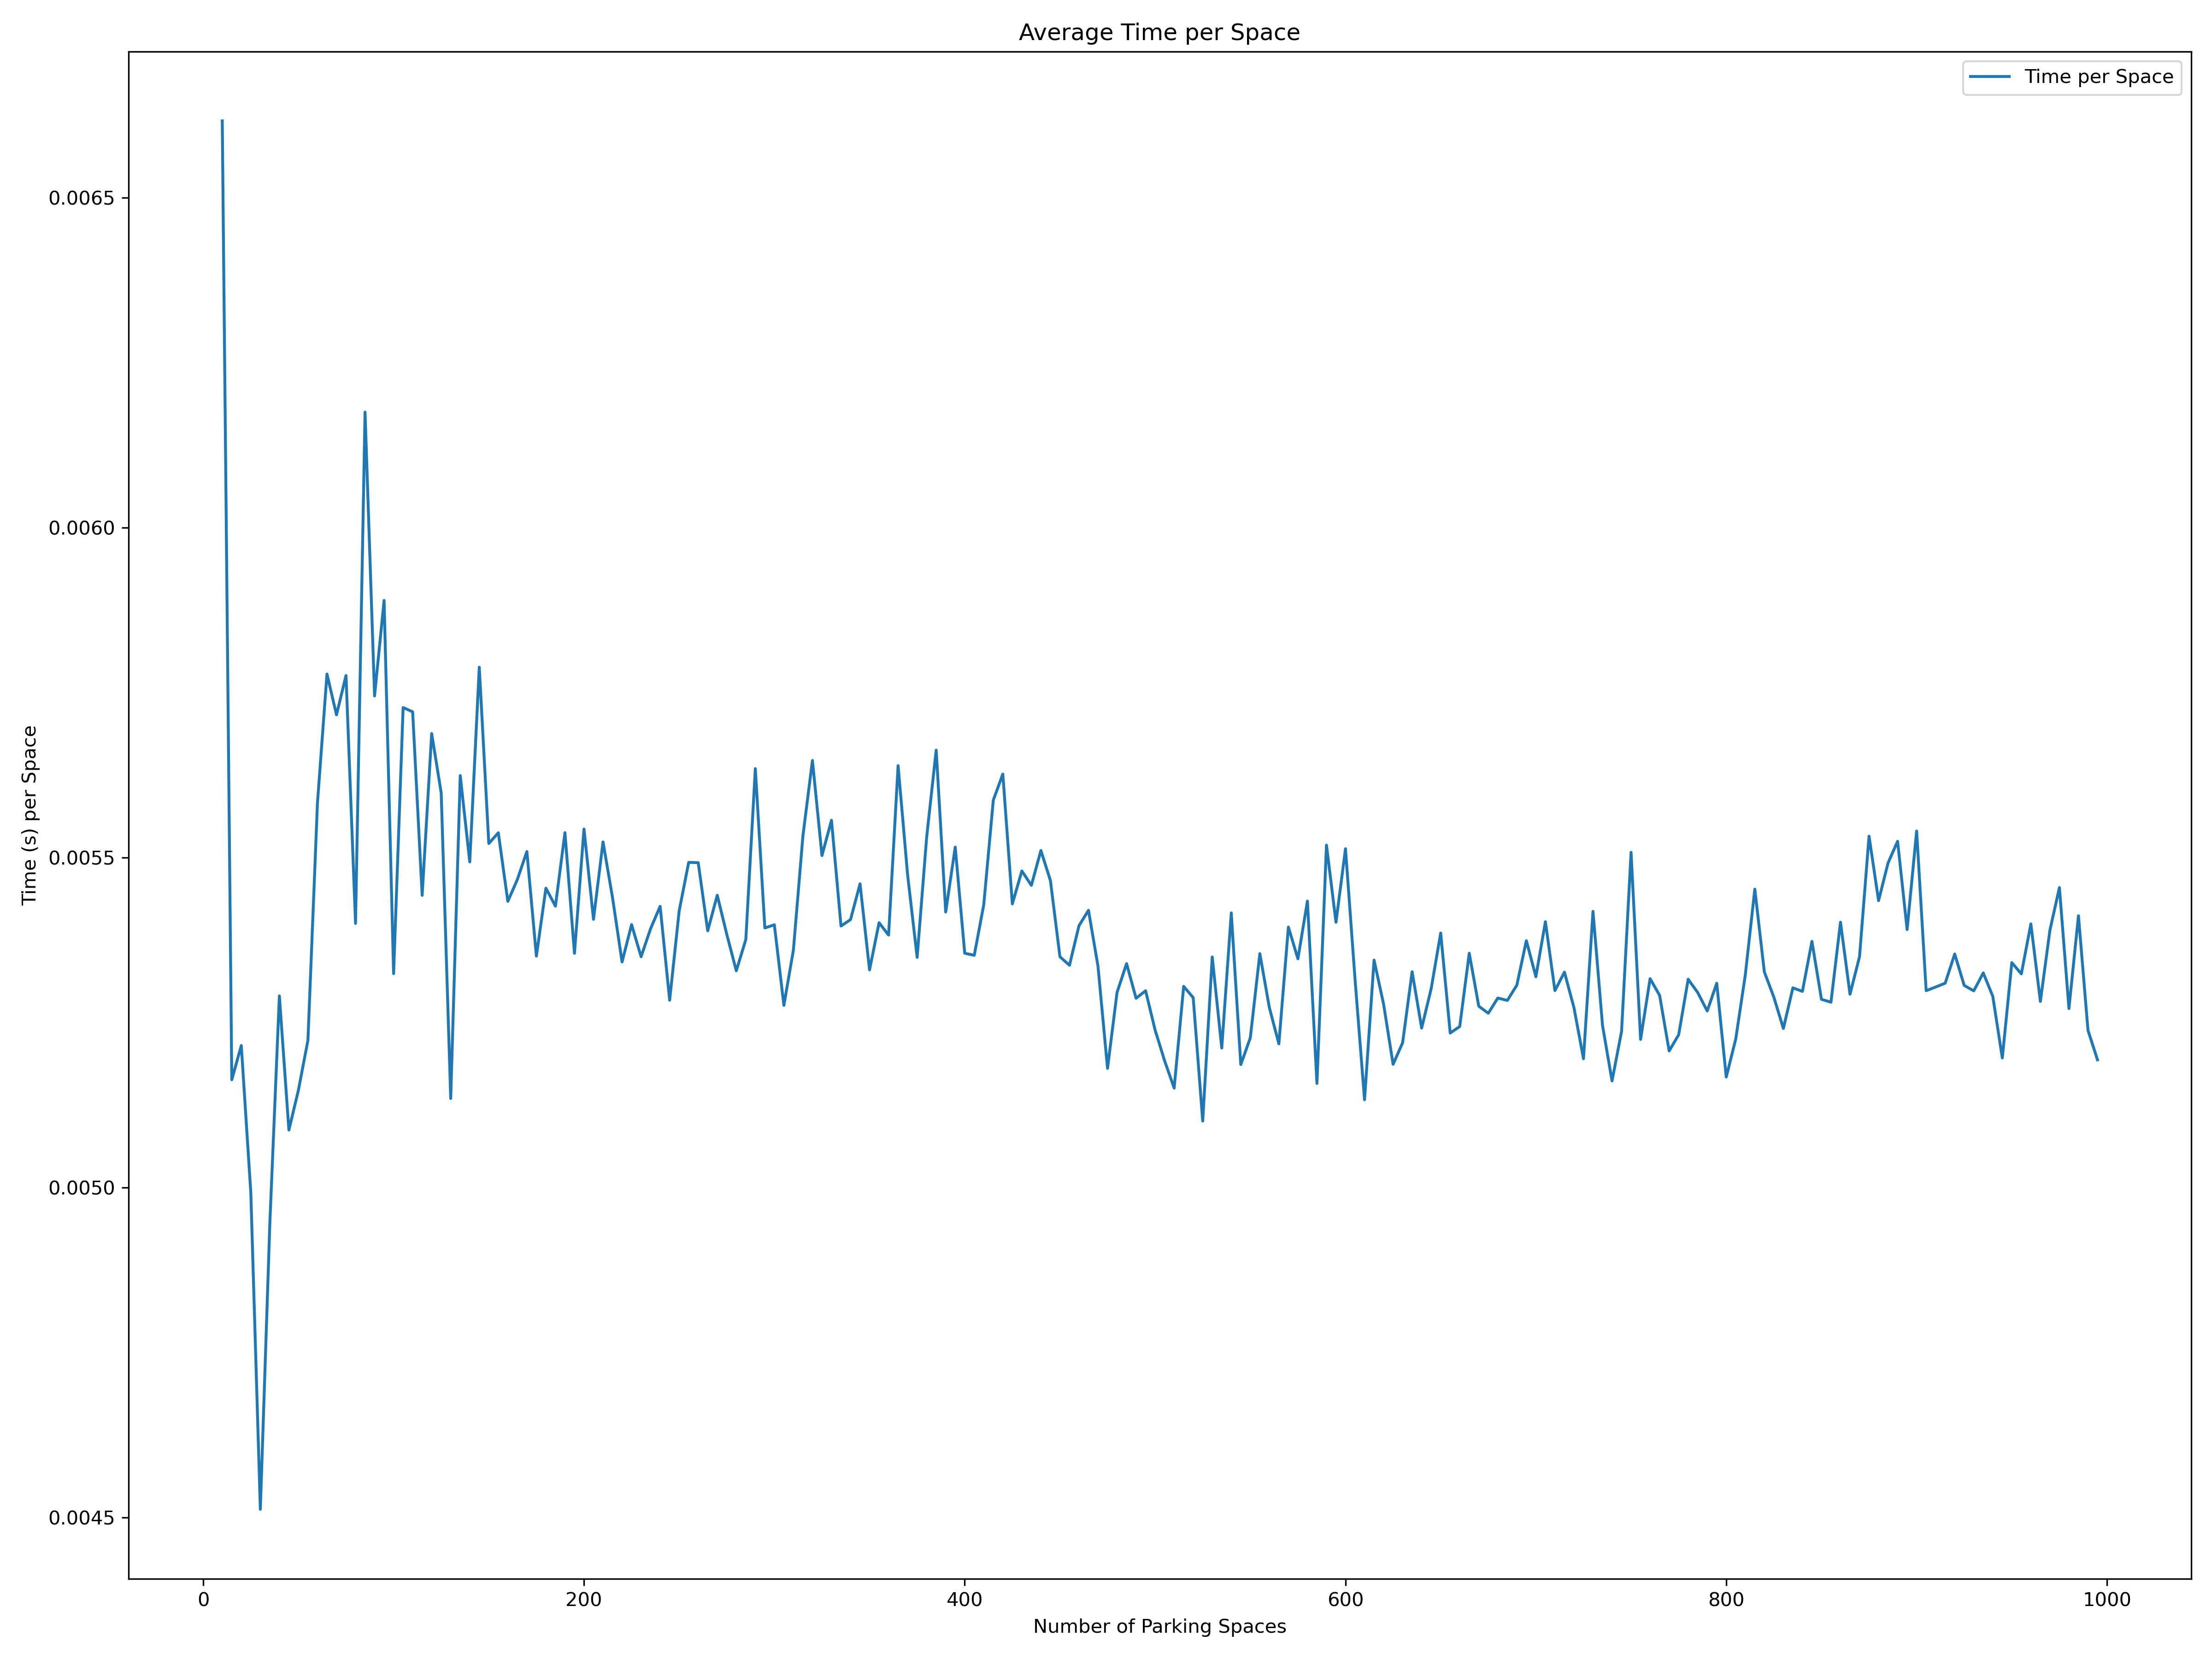 Average Time per Space
Time per Space
0.0065
0.0060
0.0055
0.0050
0.0045
Time (s) per Space
0 200 400 600 800 1000
Number of Parking Spaces